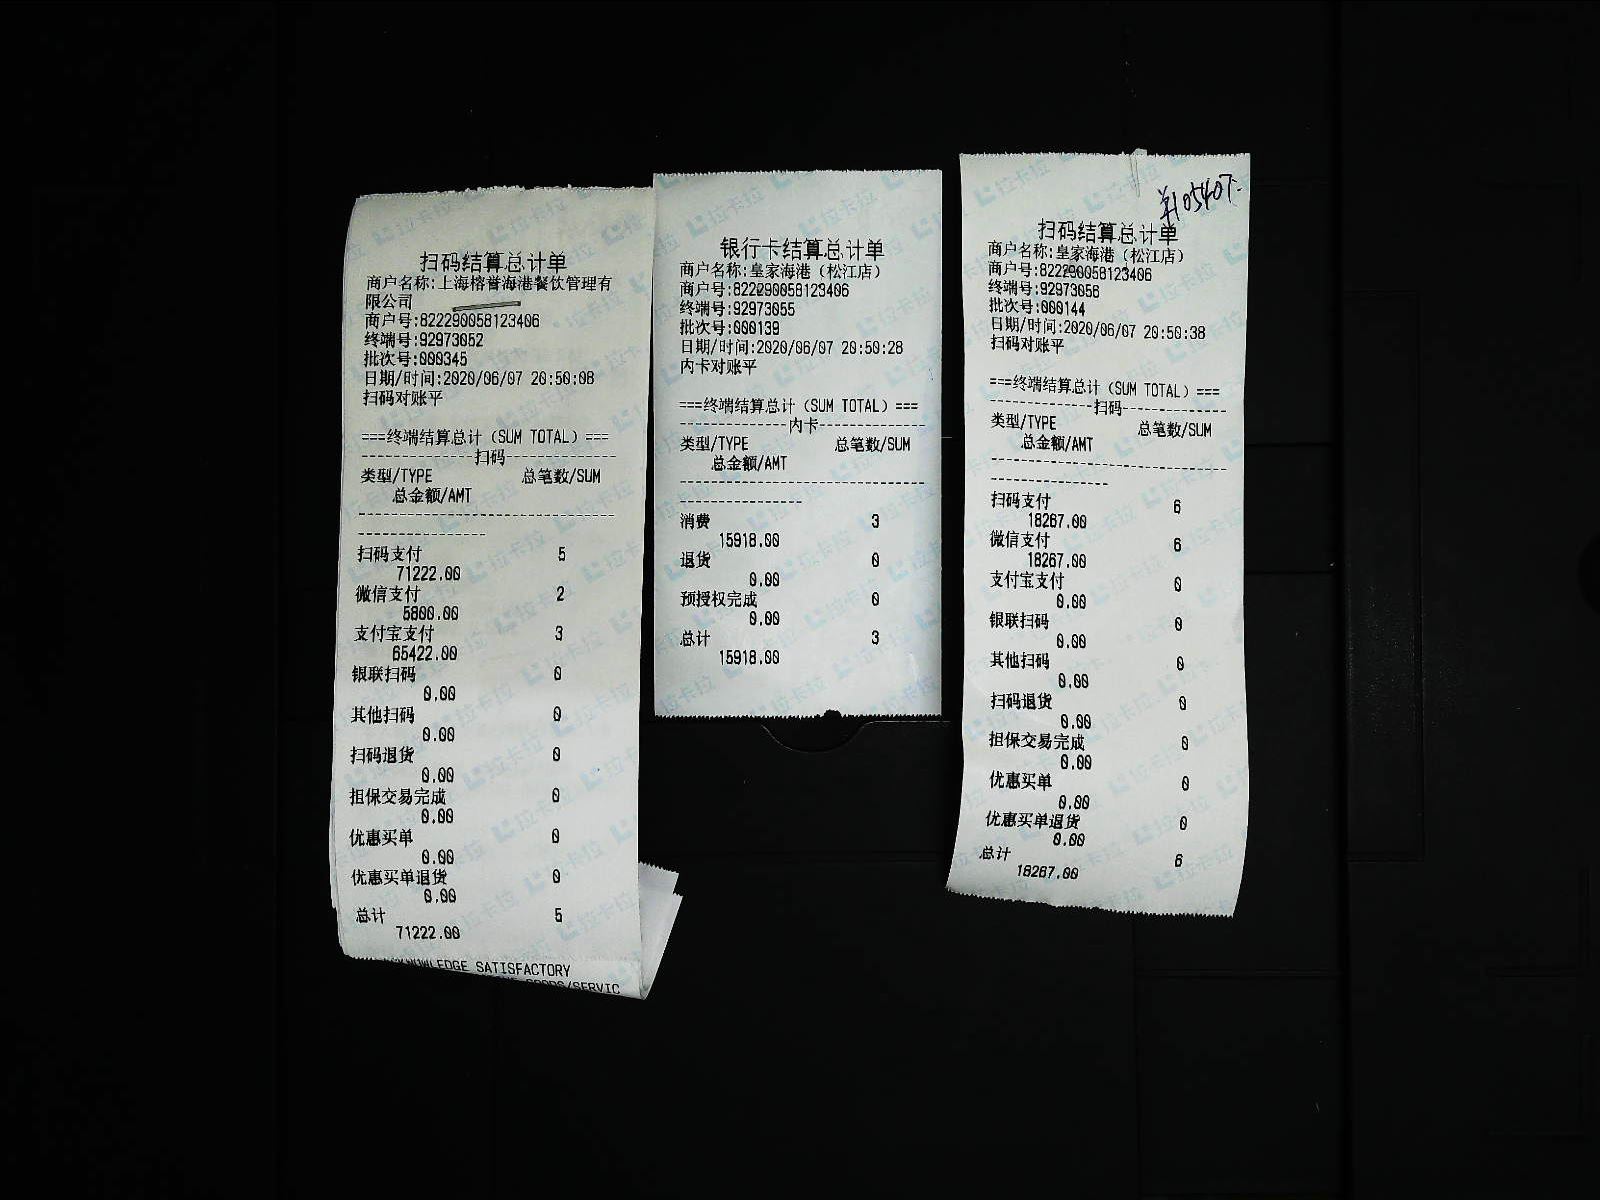 扫码结算总计单
商户名称:上海榕誉海港餐饮管理有
限公司
商户号:822290058123406
终端号:92973052
批次号:000345
日期/时间:2020/06/07 20:50:08
扫码对账平
===终端结算总计（SUM TOTAL）===
扫码
类型/TYPE 总笔数/SUM
总金额/AMT
扫码支付 5
71222.00
微信支付 2
5800.00
支付宝支付 3
65422.00
银联扫码 0
0.00
其他扫码 0
0.00
扫码退货 0
0.00
担保交易完成 0
0.00
优惠买单 0
0.00
优惠买单退货 0
0.00
总计 5
71222.00
SATISFACTORY
银行卡结算总计单
商户名称:皇家海港（松江店）
商户号:822290058123406
终端号:92973055
批次号:000139
日期/时间:2020/06/07 20:50:28
内卡对账平
===终端结算总计（SUM TOTAL）===
内卡
类型/TYPE 总笔数/SUM
总金额/AMT
消费 3
15918.00
退货 0
0.00
预授权完成 0
0.00
总计 3
15918.00
¥105407.-
扫码结算总计单
商户名称:皇家海港（松江店）
商户号:822290058123406
终端号:92973056
批次号:000144
日期/时间:2020/06/07 20:50:38
扫码对账平
===终端结算总计（SUM TOTAL）===
扫码
类型/TYPE 总笔数/SUM
总金额/AMT
扫码支付 6
18267.00
微信支付 6
18267.00
支付宝支付 0
0.00
银联扫码 0
0.00
其他扫码 0
0.00
扫码退货 0
0.00
担保交易完成 0
0.00
优惠买单 0
0.00
优惠买单退货 0
0.00
总计 6
18267.00